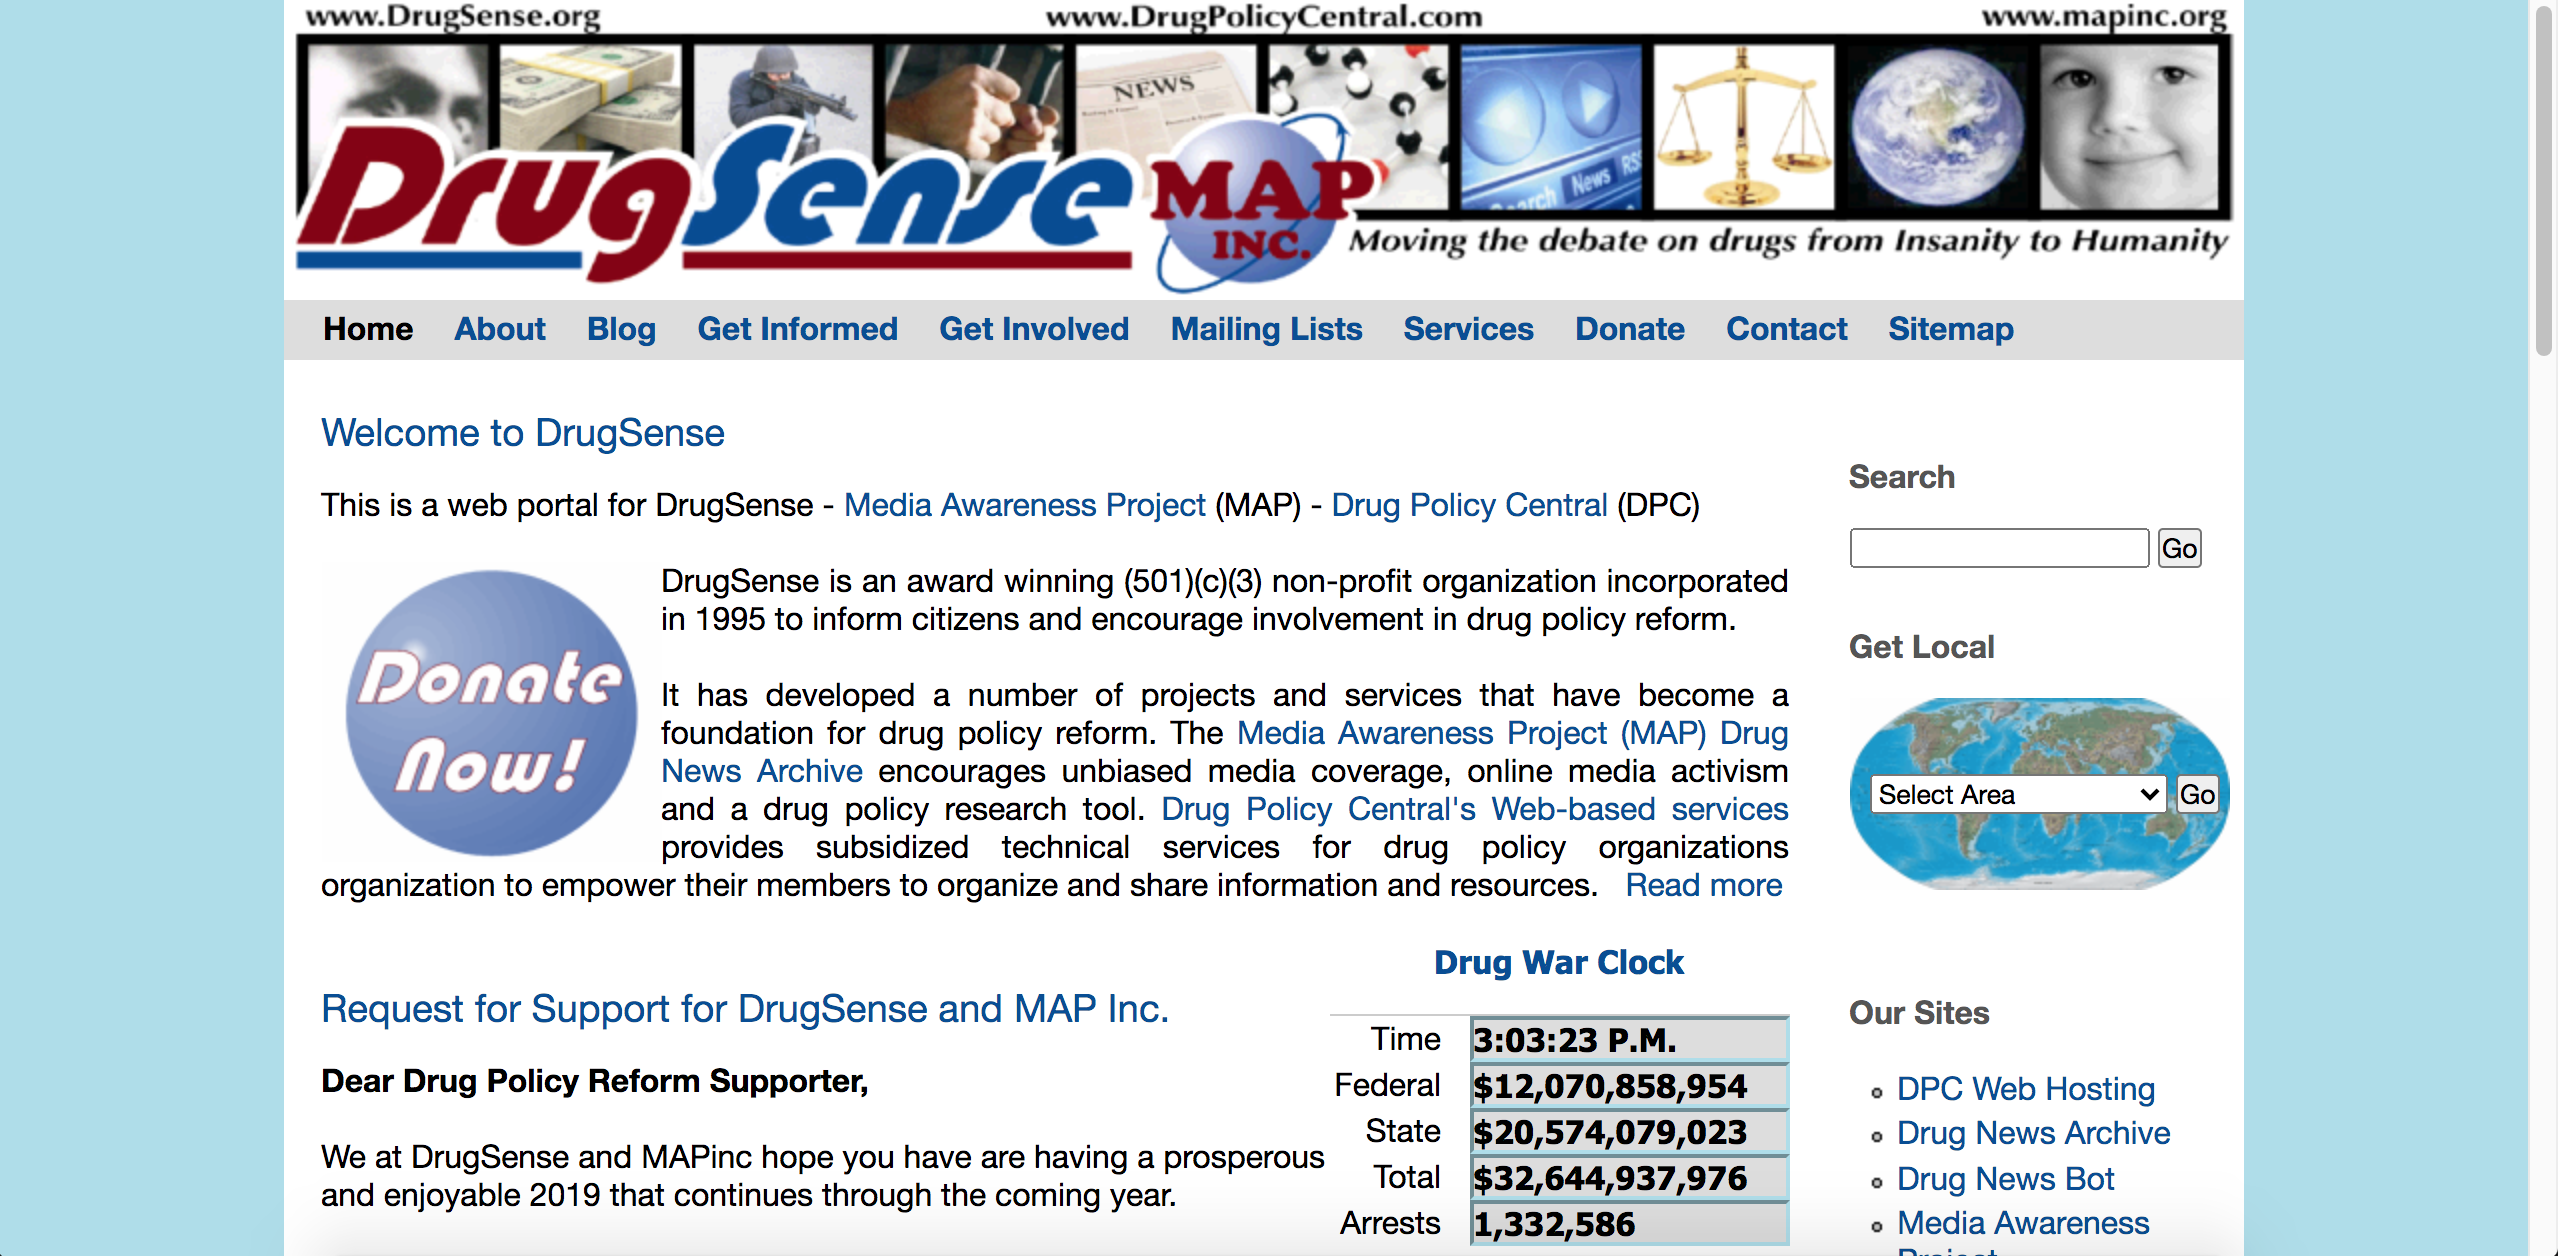 www.DrugSense.org www.DrugPolicyCentral.com www.mapinc.org
NEWS
Search News RSS
DrugSense MAP INC.
Moving the debate on drugs from Insanity to Humanity
Home About Blog Get Informed Get Involved Mailing Lists Services Donate Contact Sitemap
Welcome to DrugSense
This is a web portal for DrugSense - Media Awareness Project (MAP) - Drug Policy Central (DPC)
Donate
Now!
DrugSense is an award winning (501)(c)(3) non-profit organization incorporated
in 1995 to inform citizens and encourage involvement in drug policy reform.
It has developed a number of projects and services that have become a
foundation for drug policy reform. The Media Awareness Project (MAP) Drug
News Archive encourages unbiased media coverage, online media activism
and a drug policy research tool. Drug Policy Central's Web-based services
provides subsidized technical services for drug policy organizations
organization to empower their members to organize and share information and resources. Read more
Request for Support for DrugSense and MAP Inc.
Dear Drug Policy Reform Supporter,
We at DrugSense and MAPinc hope you have are having a prosperous
and enjoyable 2019 that continues through the coming year.
Drug War Clock
Time 3:03:23 P.M.
Federal $12,070,858,954
State $20,574,079,023
Total $32,644,937,976
Arrests 1,332,586
Search
Go
Get Local
Select Area Go
Our Sites
DPC Web Hosting
Drug News Archive
Drug News Bot
Media Awareness
Project